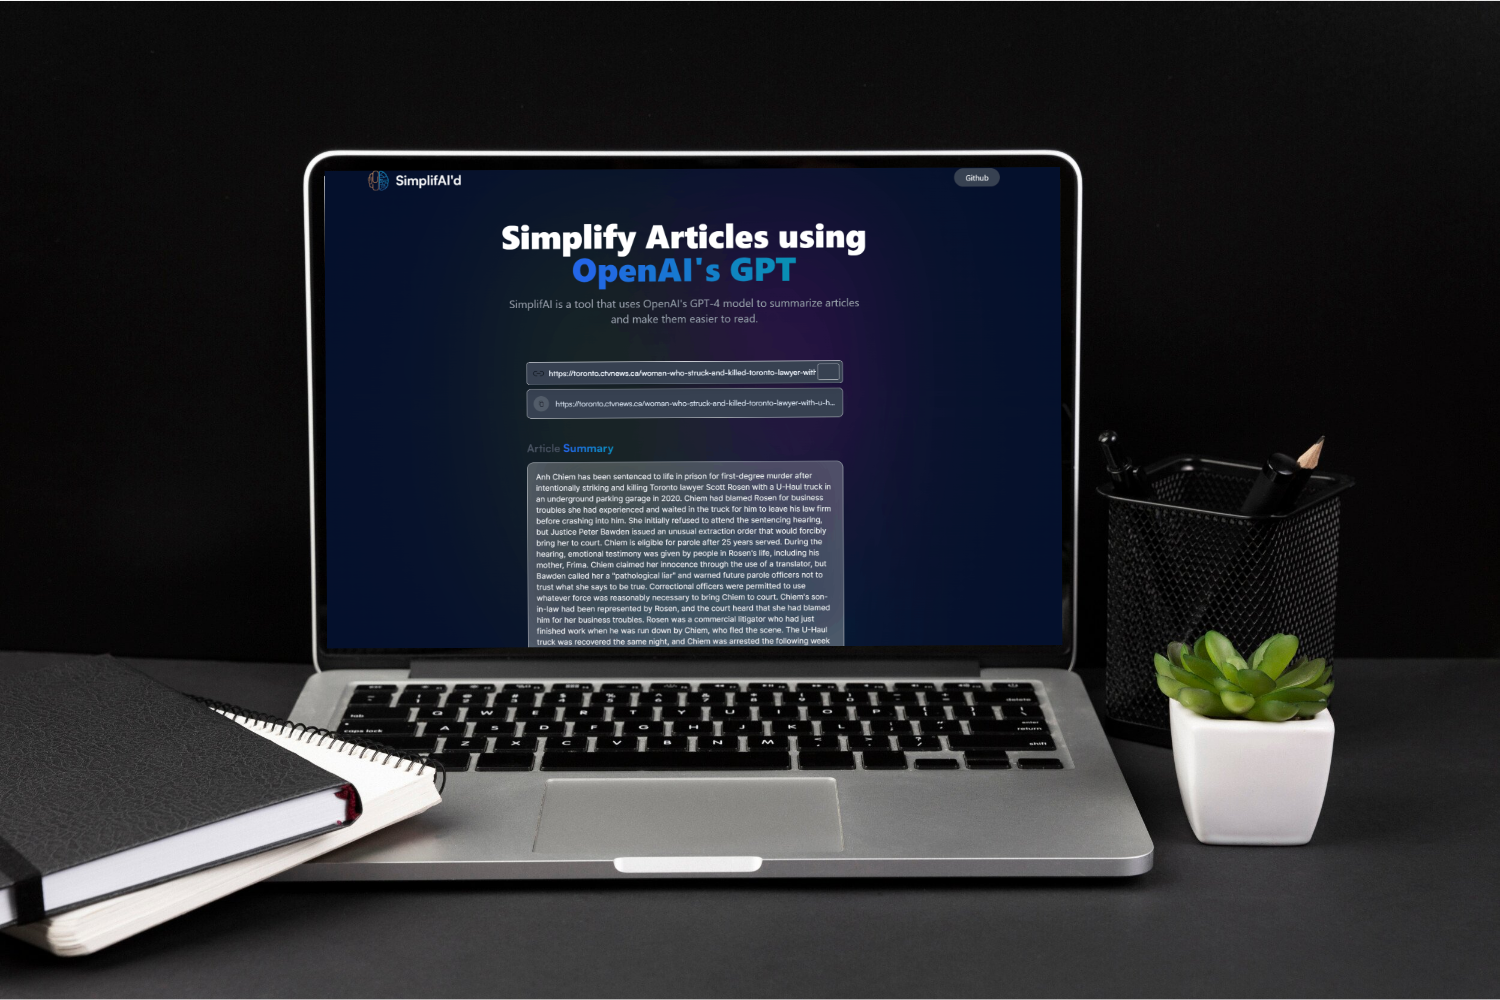 SimplifAI'd
Github
Simplify Articles using
OpenAI's GPT
SimplifAI is a tool that uses OpenAI's GPT-4 model to summarize articles
and make them easier to read.
https://toronto.ctvnews.ca/woman-who-struck-and-killed-toronto-lawyer-with
https://toronto.ctvnews.ca/woman-who-struck-and-killed-toronto-lawyer-with-u-h...
Article Summary
Anh Chiem has been sentenced to life in prison for first-degree murder after
intentionally striking and killing Toronto lawyer Scott Rosen with a U-Haul truck in
an underground parking garage in 2020. Chiem had blamed Rosen for business
troubles she had experienced and waited in the truck for him to leave his law firm
before crashing into him. She initially refused to attend the sentencing hearing,
but Justice Peter Bawden issued an unusual extraction order that would forcibly
bring her to court. Chiem is eligible for parole after 25 years served. During the
hearing, emotional testimony was given by people in Rosen's life, including his
mother, Frima. Chiem claimed her innocence through the use of a translator, but
Bawden called her a "pathological liar" and warned future parole officers not to
trust what she says to be true. Correctional officers were permitted to use
whatever force was reasonably necessary to bring Chiem to court. Chiem's son-
in-law had been represented by Rosen, and the court heard that she had blamed
him for her business troubles. Rosen was a commercial litigator who had just
finished work when he was run down by Chiem, who fled the scene. The U-Haul
truck was recovered the same night, and Chiem was arrested the following week
delete
tab Q W E R T Y U I O P
caps lock A S D F G H J K L enter return
Z X C V B N M shift